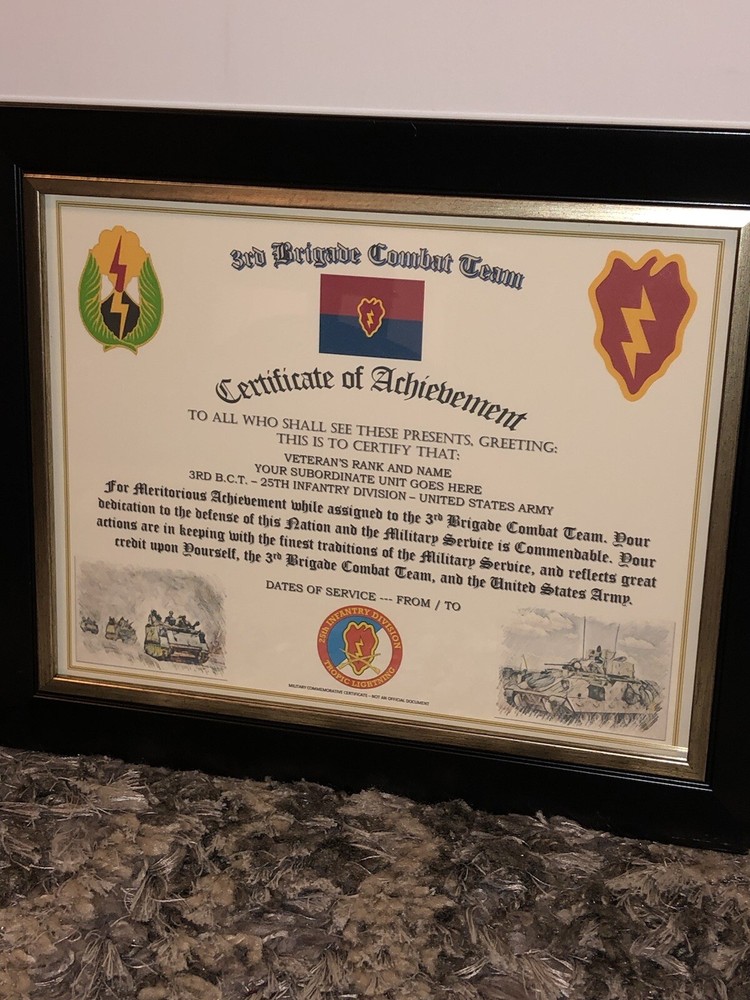 3rd Brigade Combat Team
Certificate of Achievement
TO ALL WHO SHALL SEE THESE PRESENTS, GREETING:
THIS IS TO CERTIFY THAT:
VETERAN'S RANK AND NAME
YOUR SUBORDINATE UNIT GOES HERE
3RD B.C.T. – 25TH INFANTRY DIVISION – UNITED STATES ARMY
For Meritorious Achievement while assigned to the 3rd Brigade Combat Team. Your
dedication to the defense of this Nation and the Military Service is Commendable. Your
actions are in keeping with the finest traditions of the Military Service, and reflects great
credit upon Yourself, the 3rd Brigade Combat Team, and the United States Army.
DATES OF SERVICE --- FROM / TO
25th INFANTRY DIVISION
TROPIC LIGHTNING
MILITARY COMMEMORATIVE CERTIFICATE - NOT AN OFFICIAL DOCUMENT